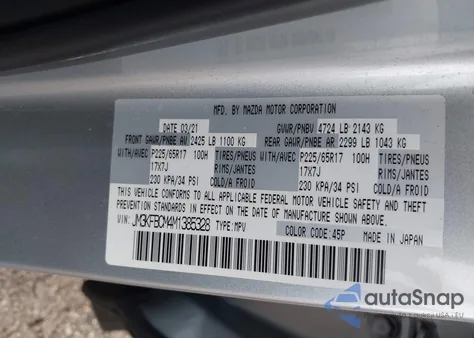 MFD. BY MAZDA MOTOR CORPORATION
DATE 03/21 GVWR/PNBV 4724 LB 2143 KG
FRONT GAWR/PNBE AV 2425 LB 1100 KG REAR GAWR/PNBE AR 2299 LB 1043 KG
WITH/AVEC P225/65R17 100H TIRES/PNEUS WITH/AVEC P225/65R17 100H TIRES/PNEUS
17X7J RIMS/JANTES 17X7J RIMS/JANTES
230 KPA/34 PSI COLD/A FROID 230 KPA/34 PSI COLD/A FROID
THIS VEHICLE CONFORMS TO ALL APPLICABLE FEDERAL MOTOR VEHICLE SAFETY AND THEFT
PREVENTION STANDARDS IN EFFECT ON THE DATE OF MANUFACTURE SHOWN ABOVE.
VIN: JM3KFBCM4M1385328 TYPE: MPV COLOR CODE: 45P MADE IN JAPAN
autoSnap